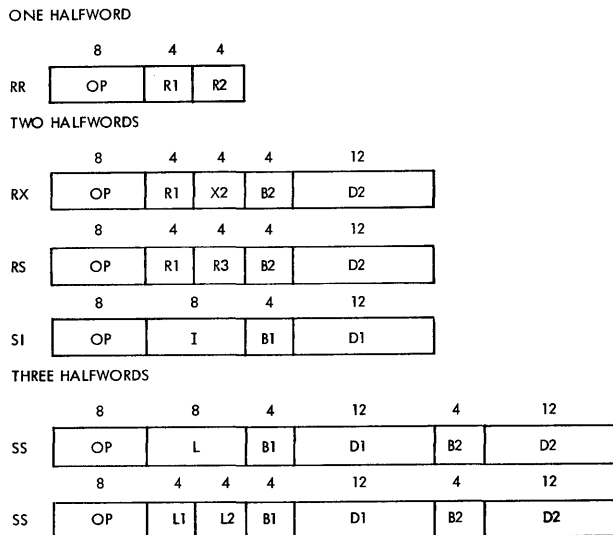 ONE HALFWORD
8 4 4
RR OP R1 R2
TWO HALFWORDS
8 4 4 4 12
RX OP R1 X2 B2 D2
8 4 4 4 12
RS OP R1 R3 B2 D2
8 8 4 12
SI OP I B1 D1
THREE HALFWORDS
8 8 4 12 4 12
SS OP L B1 D1 B2 D2
8 4 4 4 12 4 12
SS OP L1 L2 B1 D1 B2 D2